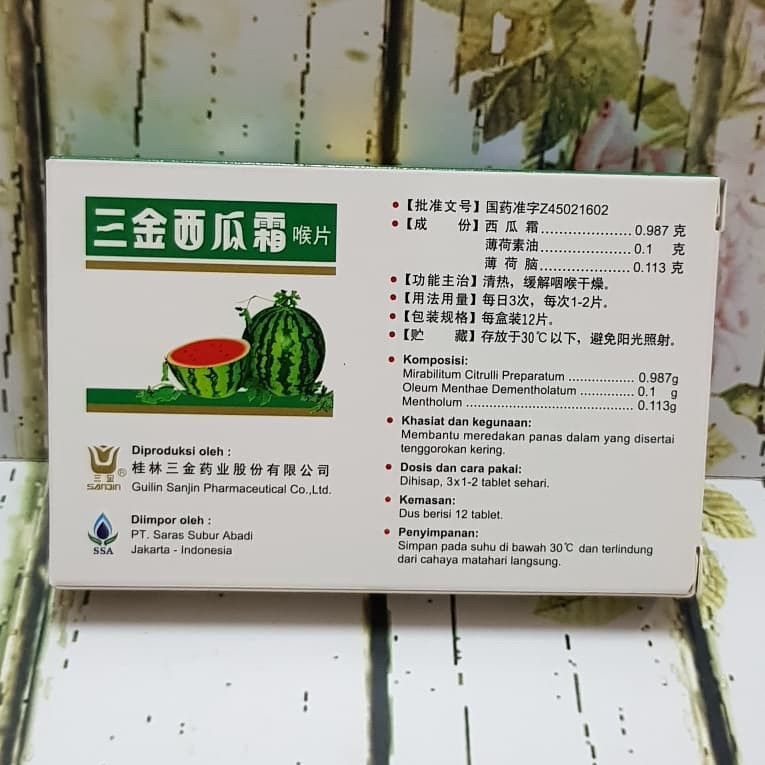 三金西瓜霜喉片
三金
SANJIN
®
Diproduksi oleh :
桂林三金药业股份有限公司
Guilin Sanjin Pharmaceutical Co.,Ltd.
SSA
Diimpor oleh :
PT. Saras Subur Abadi
Jakarta - Indonesia
• 【批准文号】国药准字Z45021602
• 【成 份】西 瓜 霜.................... 0.987 克
薄荷素油.................... 0.1 克
薄 荷 脑.................... 0.113 克
• 【功能主治】清热，缓解咽喉干燥。
• 【用法用量】每日3次，每次1-2片。
• 【包装规格】每盒装12片。
• 【贮 藏】存放于30℃以下，避免阳光照射。
• Komposisi:
Mirabilitum Citrulli Preparatum ................ 0.987g
Oleum Menthae Dementholatum ............. 0.1 g
Mentholum ........................................ 0.113g
• Khasiat dan kegunaan:
Membantu meredakan panas dalam yang disertai
tenggorokan kering.
• Dosis dan cara pakai:
Dihisap, 3x1-2 tablet sehari.
• Kemasan:
Dus berisi 12 tablet.
• Penyimpanan:
Simpan pada suhu di bawah 30℃ dan terlindung
dari cahaya matahari langsung.